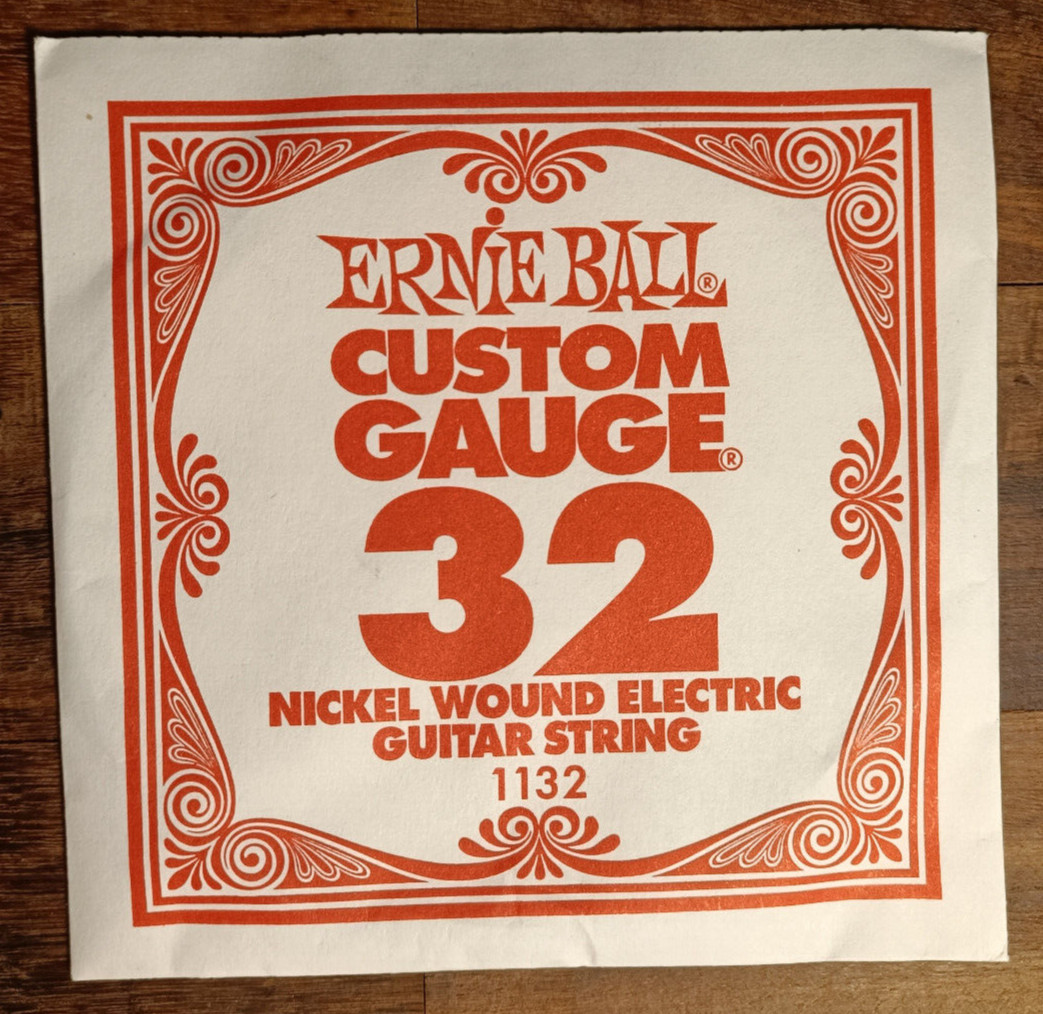 ERNiE BALL®
CUSTOM
GAUGE®
32
NICKEL WOUND ELECTRIC
GUITAR STRING
1132